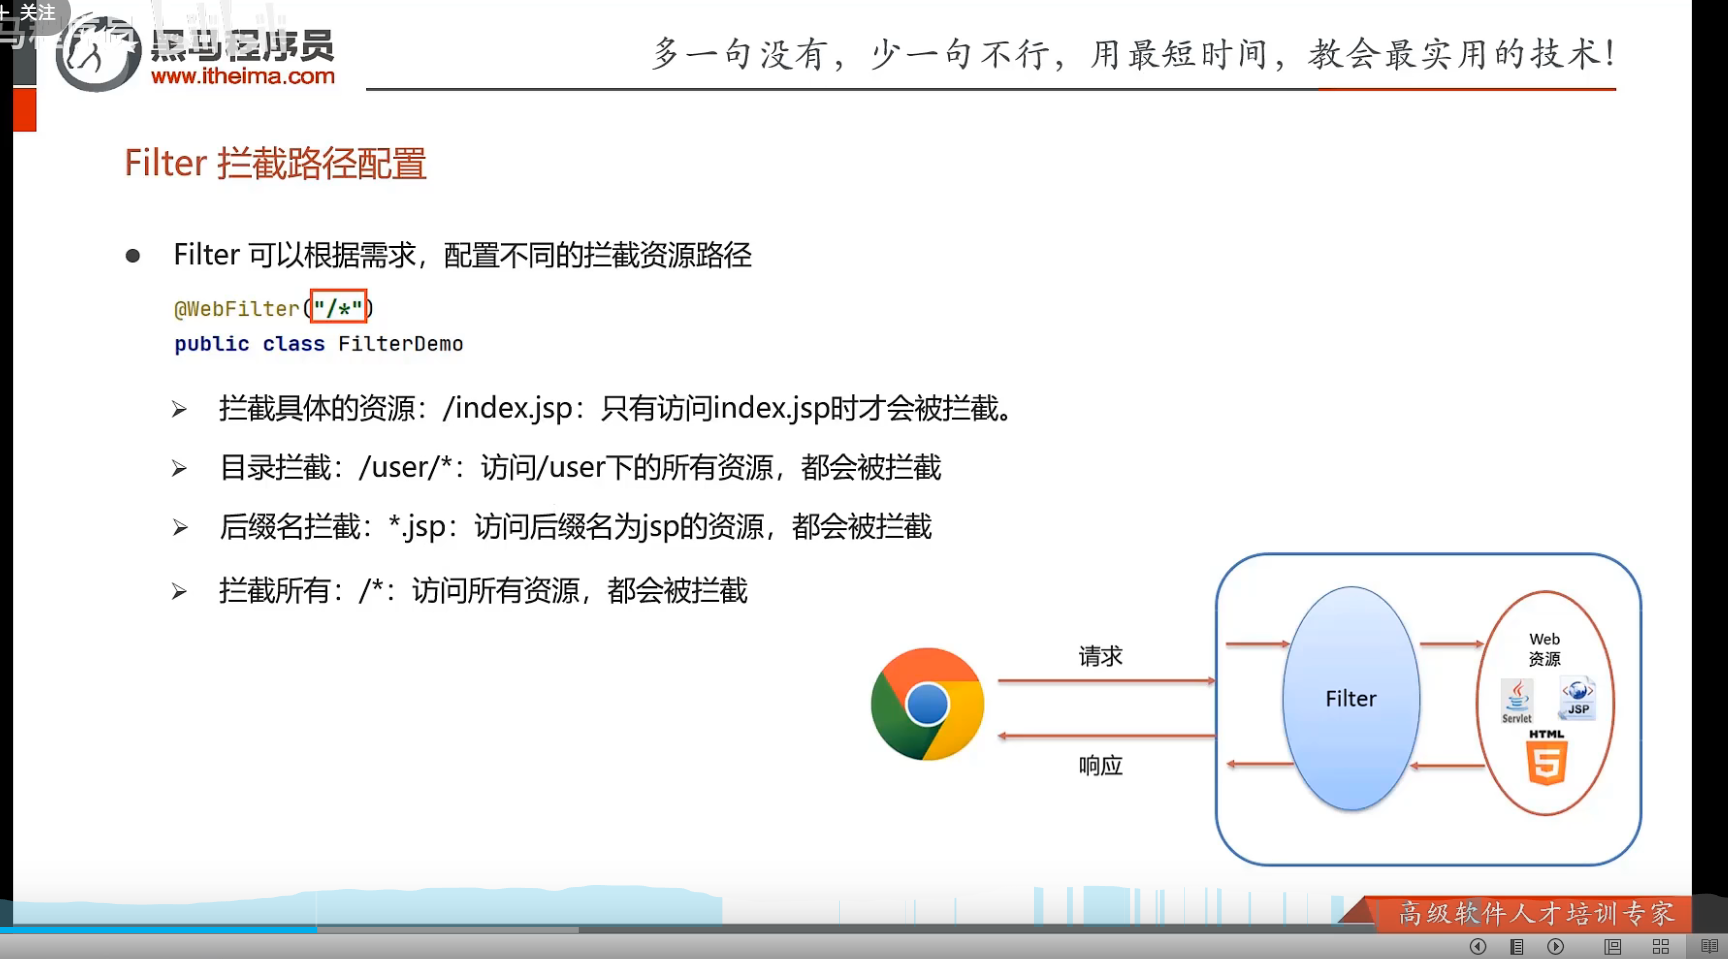 + 关注
黑马程序员
www.itheima.com
多一句没有，少一句不行，用最短时间，教会最实用的技术！
Filter 拦截路径配置
● Filter 可以根据需求，配置不同的拦截资源路径
@WebFilter("/*")
public class FilterDemo
➢ 拦截具体的资源：/index.jsp：只有访问index.jsp时才会被拦截。
➢ 目录拦截：/user/*：访问/user下的所有资源，都会被拦截
➢ 后缀名拦截：*.jsp：访问后缀名为jsp的资源，都会被拦截
➢ 拦截所有：/*：访问所有资源，都会被拦截
请求
响应
Filter
Web
资源
Servlet
JSP
HTML
5
高级软件人才培训专家